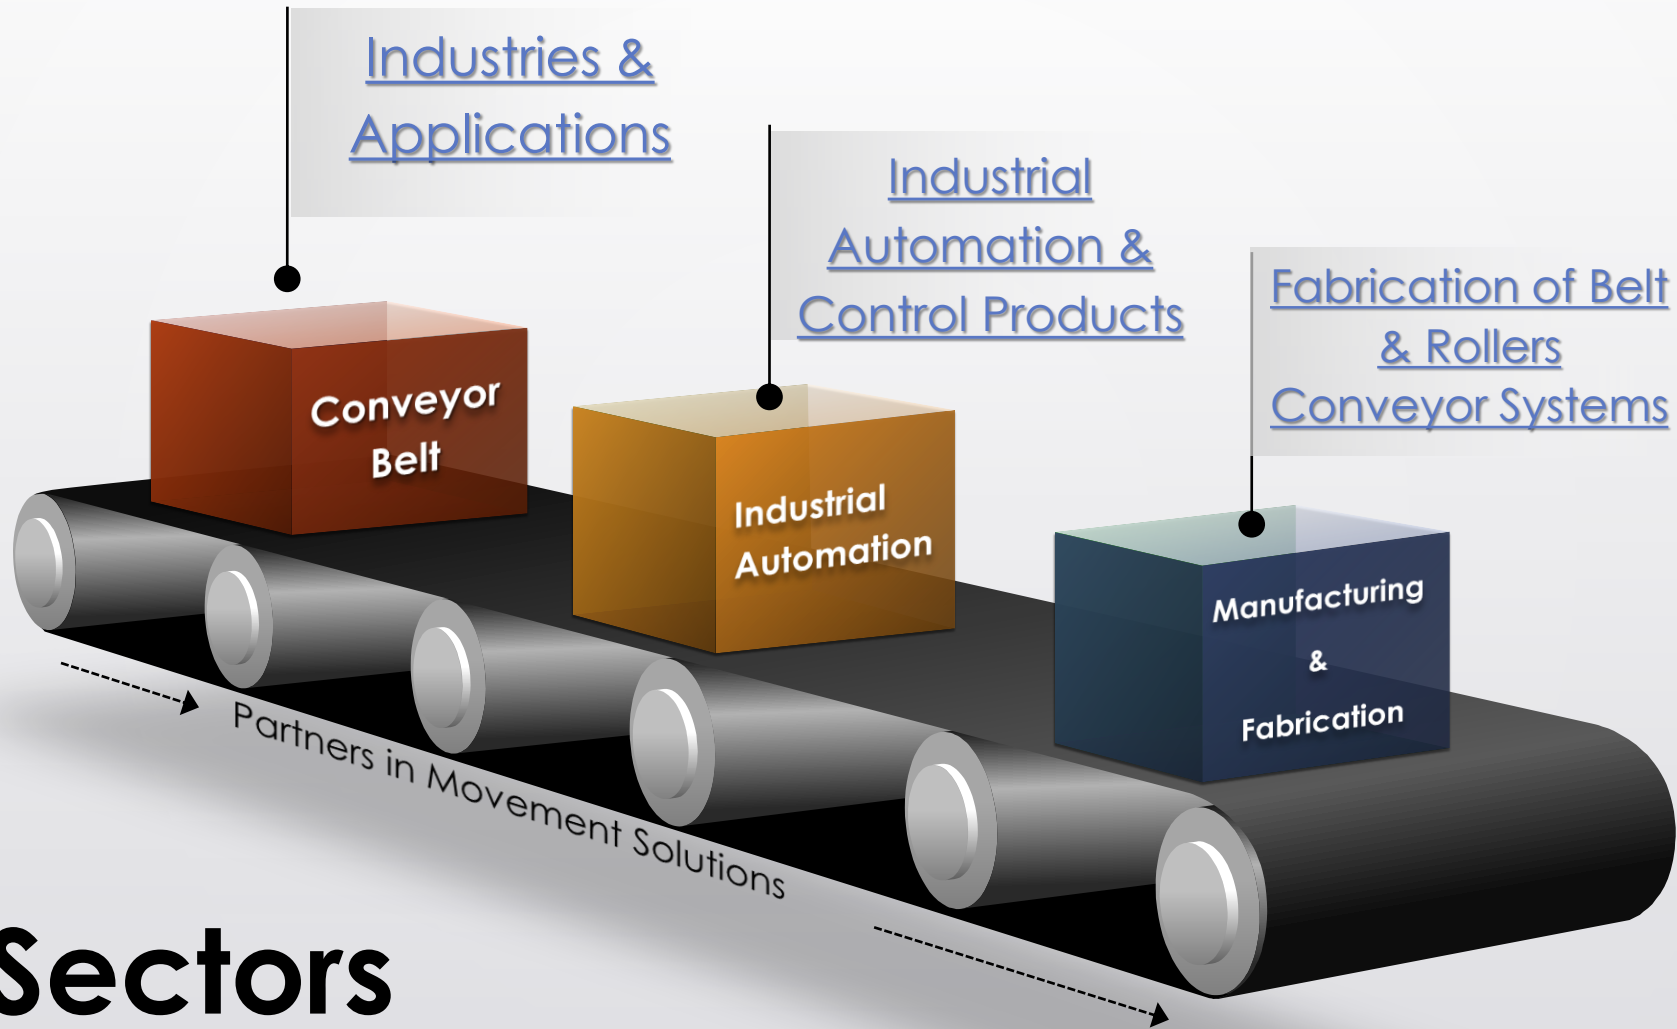 Industries &
Applications
Industrial
Automation &
Control Products
Fabrication of Belt
& Rollers
Conveyor Systems
Conveyor
Belt
Industrial
Automation
Manufacturing
&
Fabrication
Partners in Movement Solutions
Sectors